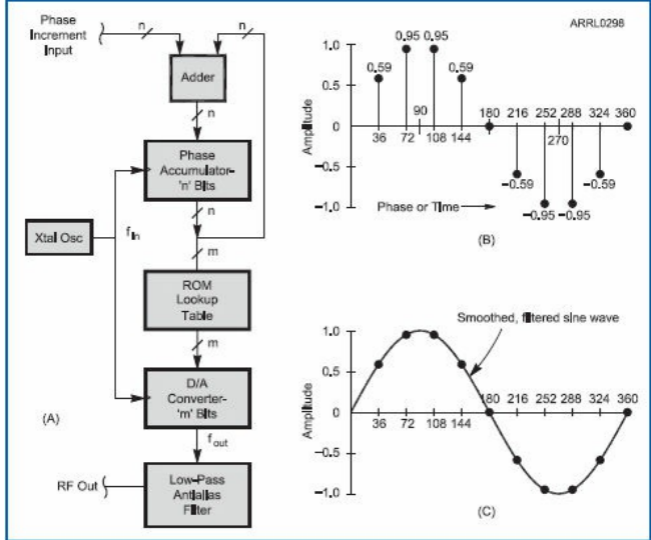 Phase
Increment
Input
n
n
Adder
n
Phase
Accumulator-
'n' Bits
n
Xtal Osc
fin
m
ROM
Lookup
Table
m
D/A
Converter-
'm' Bits
(A)
fout
RF Out
Low-Pass
Antialias
Filter
ARRL0298
Amplitude
1.0
0.5
0
−0.5
−1.0
0.59
0.95
0.95
0.59
90
36
72
108
144
180 216 252 288 324 360
270
−0.59
−0.95
−0.95
−0.59
Phase or Time
(B)
Smoothed, filtered sine wave
Amplitude
1.0
0.5
0
−0.5
−1.0
36
72
108 144
180 216 252 288 324 360
(C)